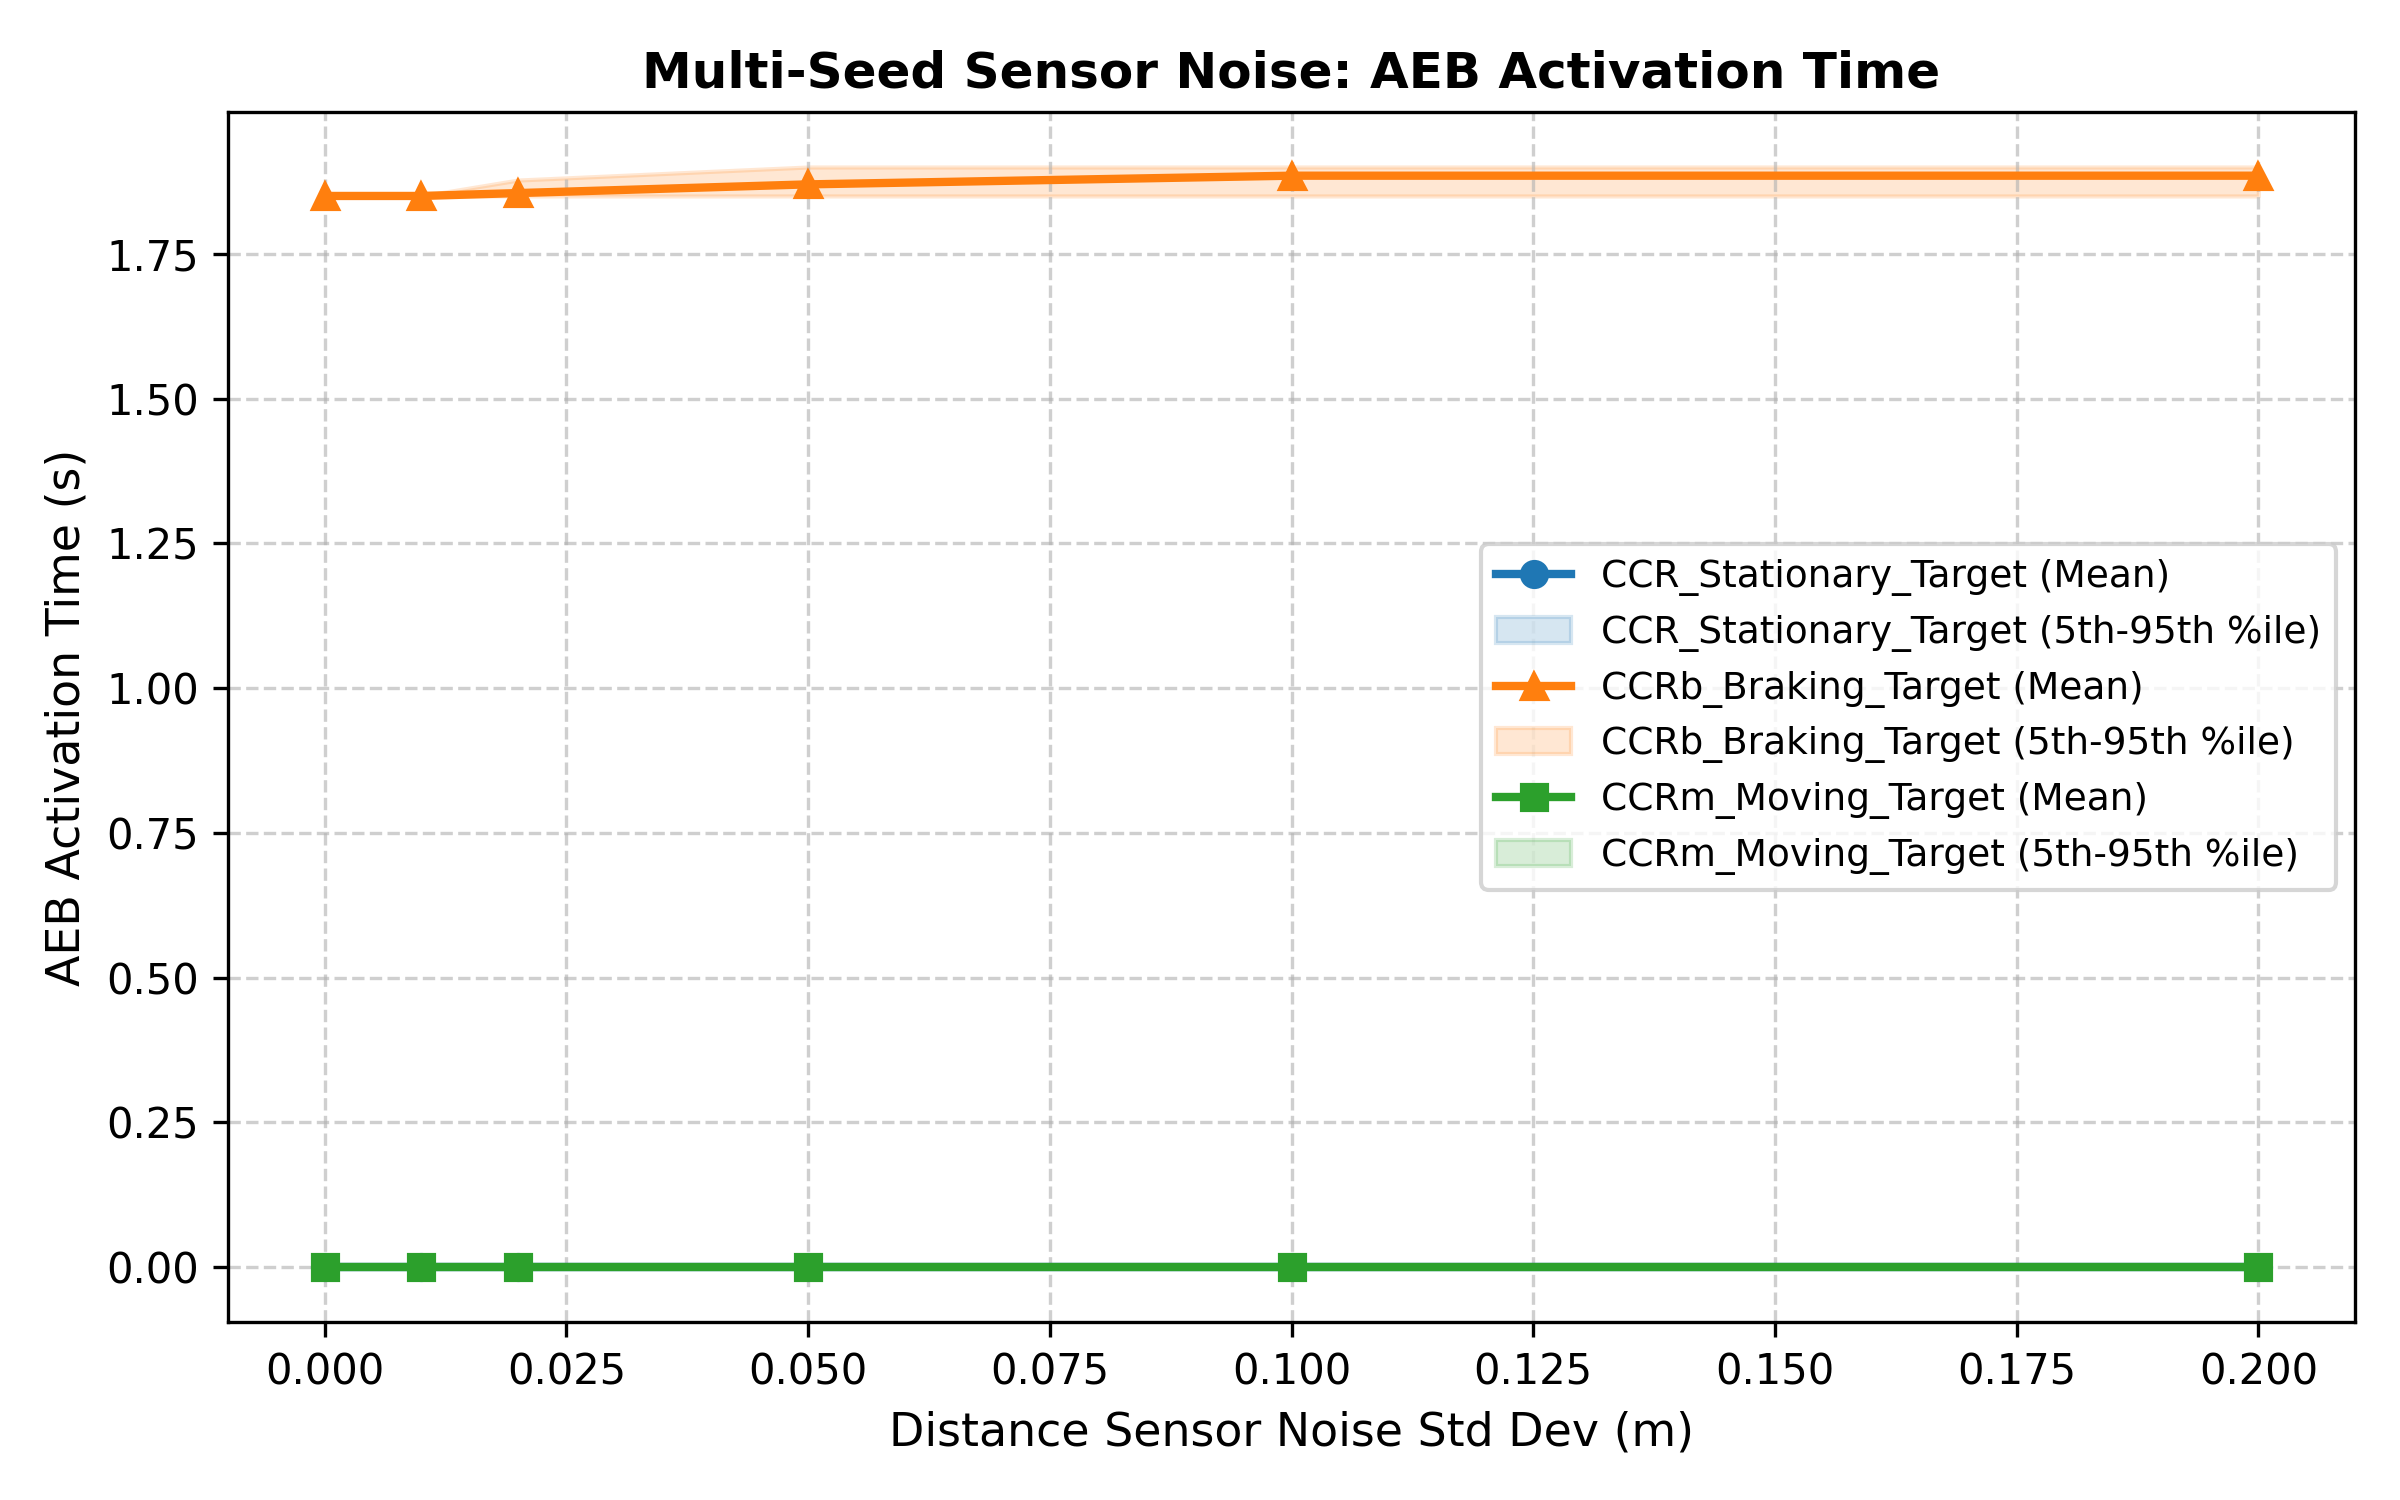 Multi-Seed Sensor Noise: AEB Activation Time
AEB Activation Time (s)
1.75
1.50
1.25
1.00
0.75
0.50
0.25
0.00
CCR_Stationary_Target (Mean)
CCR_Stationary_Target (5th-95th %ile)
CCRb_Braking_Target (Mean)
CCRb_Braking_Target (5th-95th %ile)
CCRm_Moving_Target (Mean)
CCRm_Moving_Target (5th-95th %ile)
0.000 0.025 0.050 0.075 0.100 0.125 0.150 0.175 0.200
Distance Sensor Noise Std Dev (m)